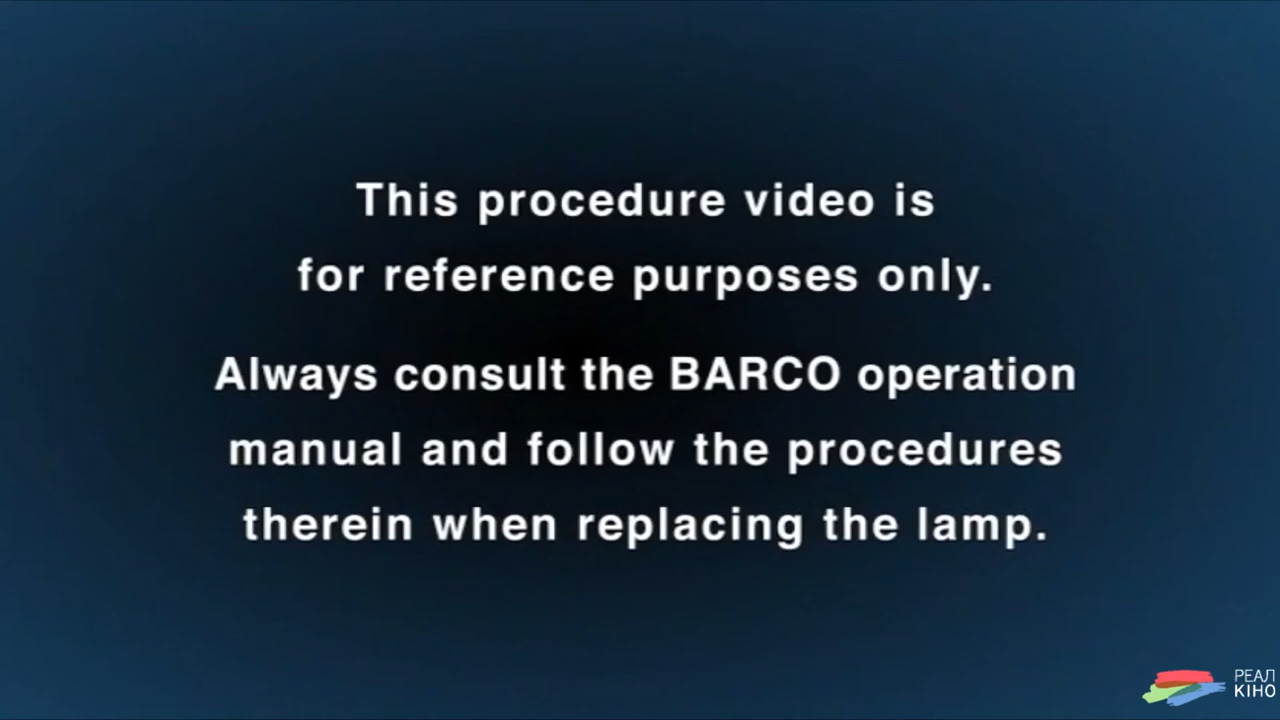 This procedure video is
for reference purposes only.
Always consult the BARCO operation
manual and follow the procedures
therein when replacing the lamp.
РЕАЛ
КІНО